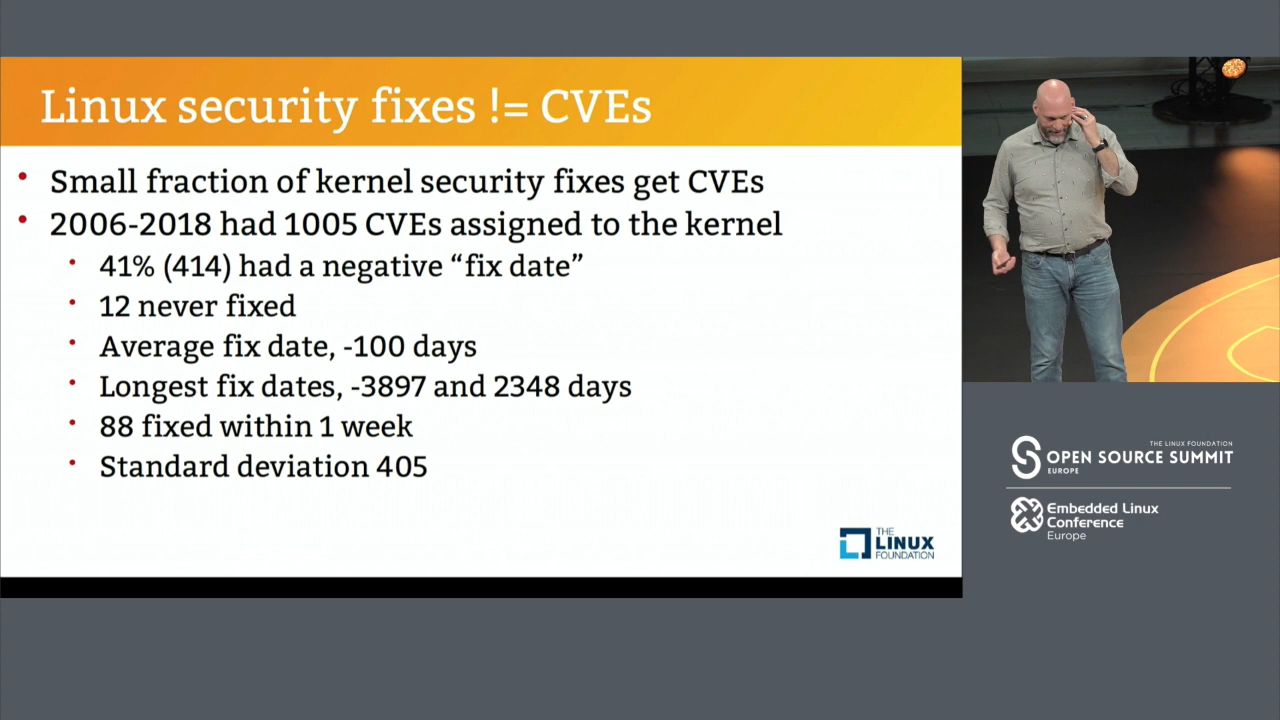 Linux security fixes != CVEs
• Small fraction of kernel security fixes get CVEs
• 2006-2018 had 1005 CVEs assigned to the kernel
• 41% (414) had a negative “fix date”
• 12 never fixed
• Average fix date, -100 days
• Longest fix dates, -3897 and 2348 days
• 88 fixed within 1 week
• Standard deviation 405
THE
LINUX
FOUNDATION
THE LINUX FOUNDATION
OPEN SOURCE SUMMIT
EUROPE
Embedded Linux
Conference
Europe